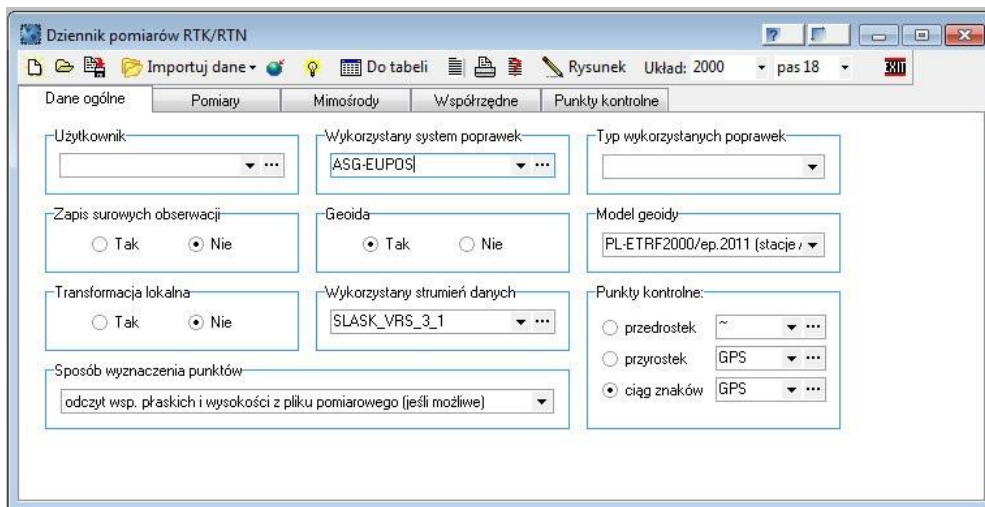 Dziennik pomiarów RTK/RTN
Importuj dane Do tabeli Rysunek Układ: 2000 pas 18 EXIT
Dane ogólne Pomiary Mimośrody Współrzędne Punkty kontrolne
Użytkownik Wykorzystany system poprawek Typ wykorzystanych poprawek
ASG-EUPOS
Zapis surowych obserwacji Geoida Model geoidy
Tak Nie Tak Nie PL-ETRF2000/ep.2011 (stacje
Transformacja lokalna Wykorzystany strumień danych Punkty kontrolne:
Tak Nie SLASK_VRS_3_1 przedrostek ~
przyrostek GPS
Sposób wyznaczenia punktów
ciąg znaków GPS
odczyt wsp. płaskich i wysokości z pliku pomiarowego (jeśli możliwe)